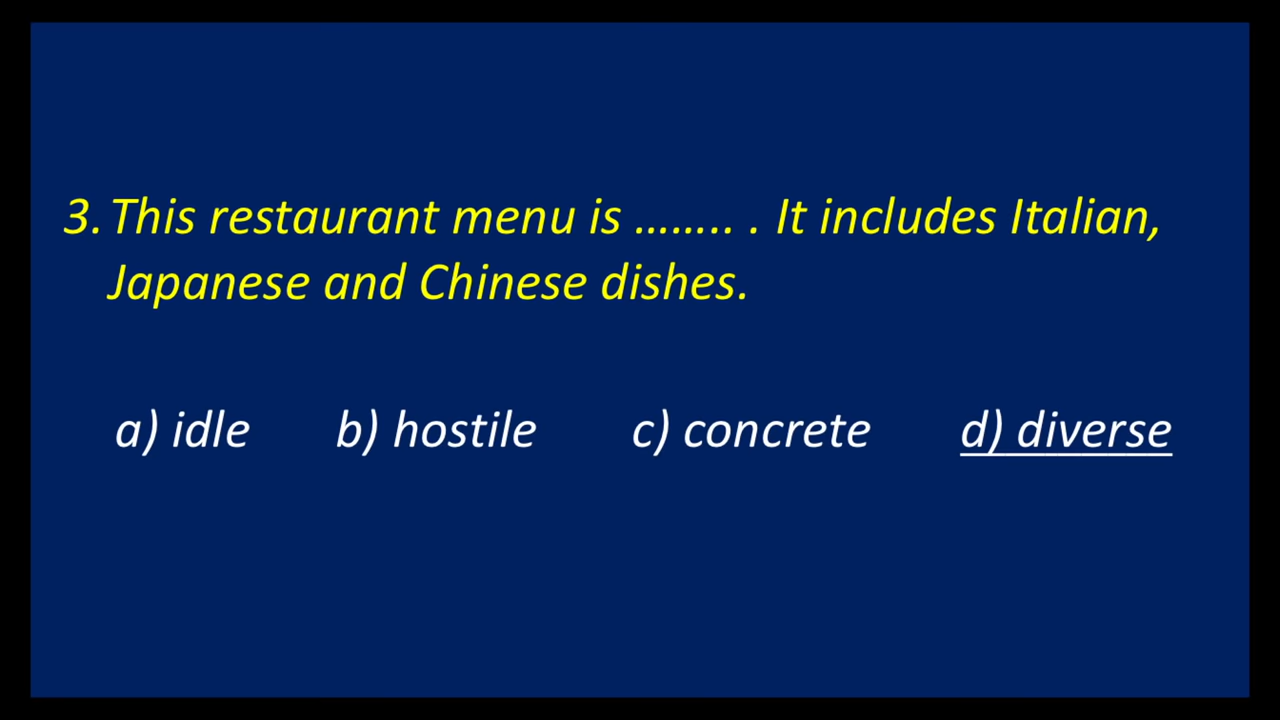 3. This restaurant menu is …….. . It includes Italian,
Japanese and Chinese dishes.
a) idle b) hostile c) concrete d) diverse